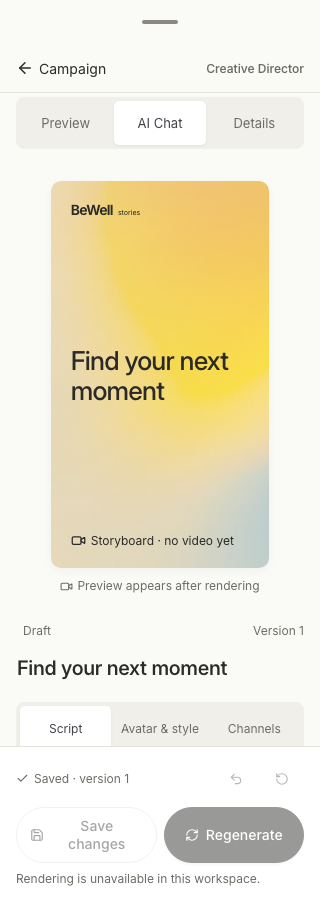 Campaign
Creative Director
Preview
AI Chat
Details
BeWell stories
Find your next
moment
Storyboard · no video yet
Preview appears after rendering
Draft
Version 1
Find your next moment
Script
Avatar & style
Channels
Saved · version 1
Save
changes
Regenerate
Rendering is unavailable in this workspace.